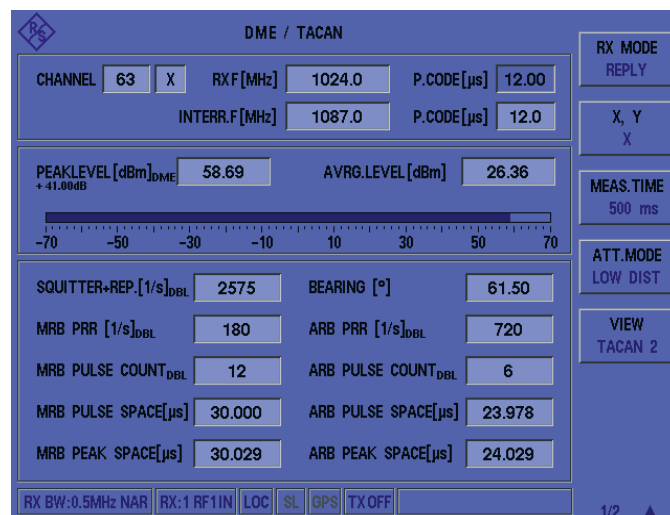 R&S
DME / TACAN
CHANNEL 63 X RXF[MHz] 1024.0 P.CODE[µs] 12.00
INTERR.F[MHz] 1087.0 P.CODE[µs] 12.0
PEAKLEVEL[dBm]DME 58.69 AVRG.LEVEL[dBm] 26.36
+ 41.00dB
-70 -50 -30 -10 10 30 50 70
SQUITTER+REP.[1/s]DBL 2575 BEARING [°] 61.50
MRB PRR [1/s]DBL 180 ARB PRR [1/s]DBL 720
MRB PULSE COUNTDBL 12 ARB PULSE COUNTDBL 6
MRB PULSE SPACE[µs] 30.000 ARB PULSE SPACE[µs] 23.978
MRB PEAK SPACE[µs] 30.029 ARB PEAK SPACE[µs] 24.029
RX BW:0.5MHz NAR RX:1 RF1IN LOC SL GPS TXOFF
RX MODE
REPLY
X, Y
X
MEAS.TIME
500 ms
ATT.MODE
LOW DIST
VIEW
TACAN 2
1/2